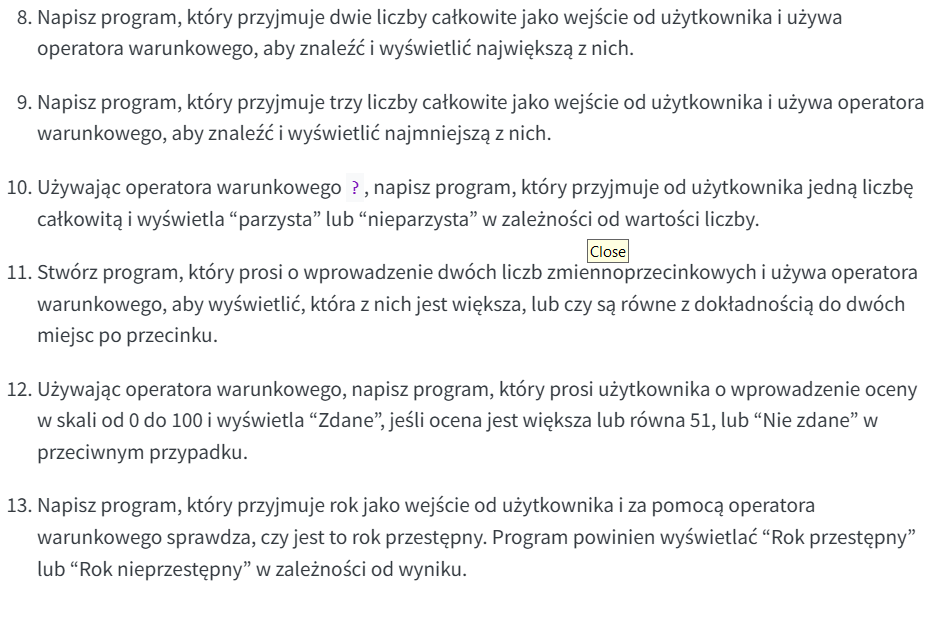 8. Napisz program, który przyjmuje dwie liczby całkowite jako wejście od użytkownika i używa
operatora warunkowego, aby znaleźć i wyświetlić największą z nich.
9. Napisz program, który przyjmuje trzy liczby całkowite jako wejście od użytkownika i używa operatora
warunkowego, aby znaleźć i wyświetlić najmniejszą z nich.
10. Używając operatora warunkowego ?, napisz program, który przyjmuje od użytkownika jedną liczbę
całkowitą i wyświetla “parzysta” lub “nieparzysta” w zależności od wartości liczby.
Close
11. Stwórz program, który prosi o wprowadzenie dwóch liczb zmiennoprzecinkowych i używa operatora
warunkowego, aby wyświetlić, która z nich jest większa, lub czy są równe z dokładnością do dwóch
miejsc po przecinku.
12. Używając operatora warunkowego, napisz program, który prosi użytkownika o wprowadzenie oceny
w skali od 0 do 100 i wyświetla “Zdane”, jeśli ocena jest większa lub równa 51, lub “Nie zdane” w
przeciwnym przypadku.
13. Napisz program, który przyjmuje rok jako wejście od użytkownika i za pomocą operatora
warunkowego sprawdza, czy jest to rok przestępny. Program powinien wyświetlać “Rok przestępny”
lub “Rok nieprzestępny” w zależności od wyniku.